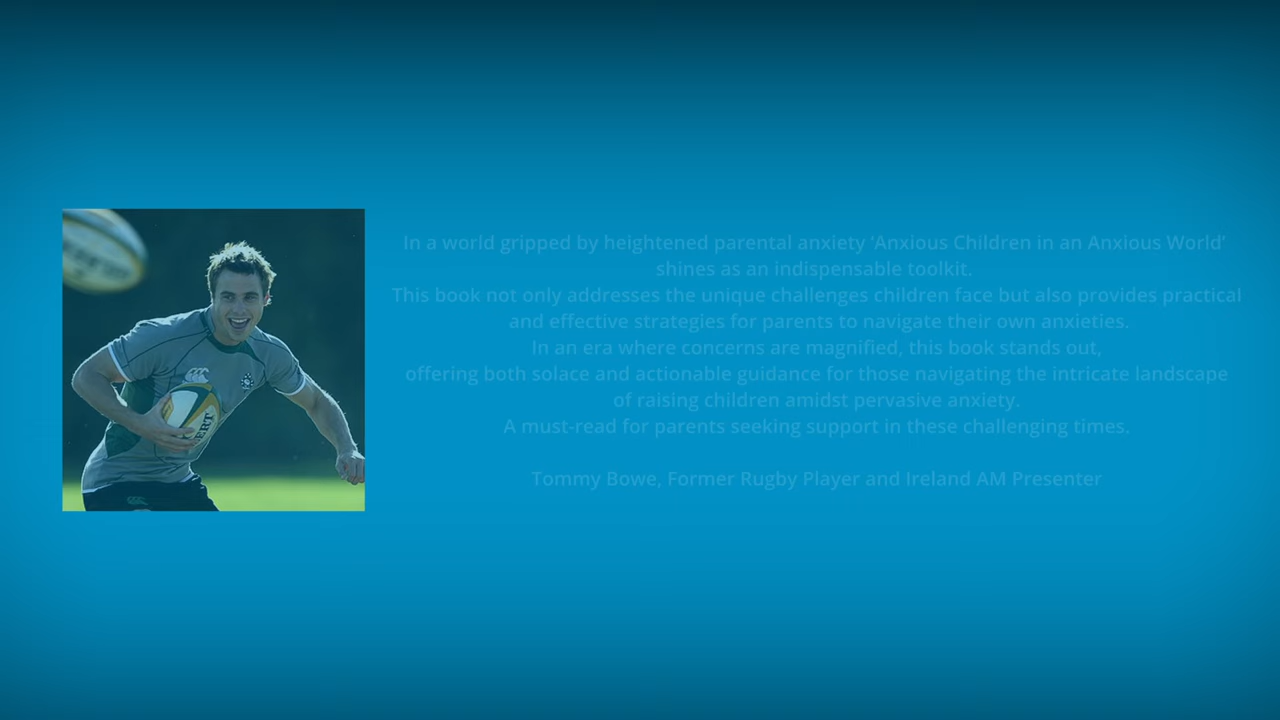 In a world gripped by heightened parental anxiety ‘Anxious Children in an Anxious World’
shines as an indispensable toolkit.
This book not only addresses the unique challenges children face but also provides practical
and effective strategies for parents to navigate their own anxieties.
In an era where concerns are magnified, this book stands out,
offering both solace and actionable guidance for those navigating the intricate landscape
of raising children amidst pervasive anxiety.
A must-read for parents seeking support in these challenging times.
Tommy Bowe, Former Rugby Player and Ireland AM Presenter